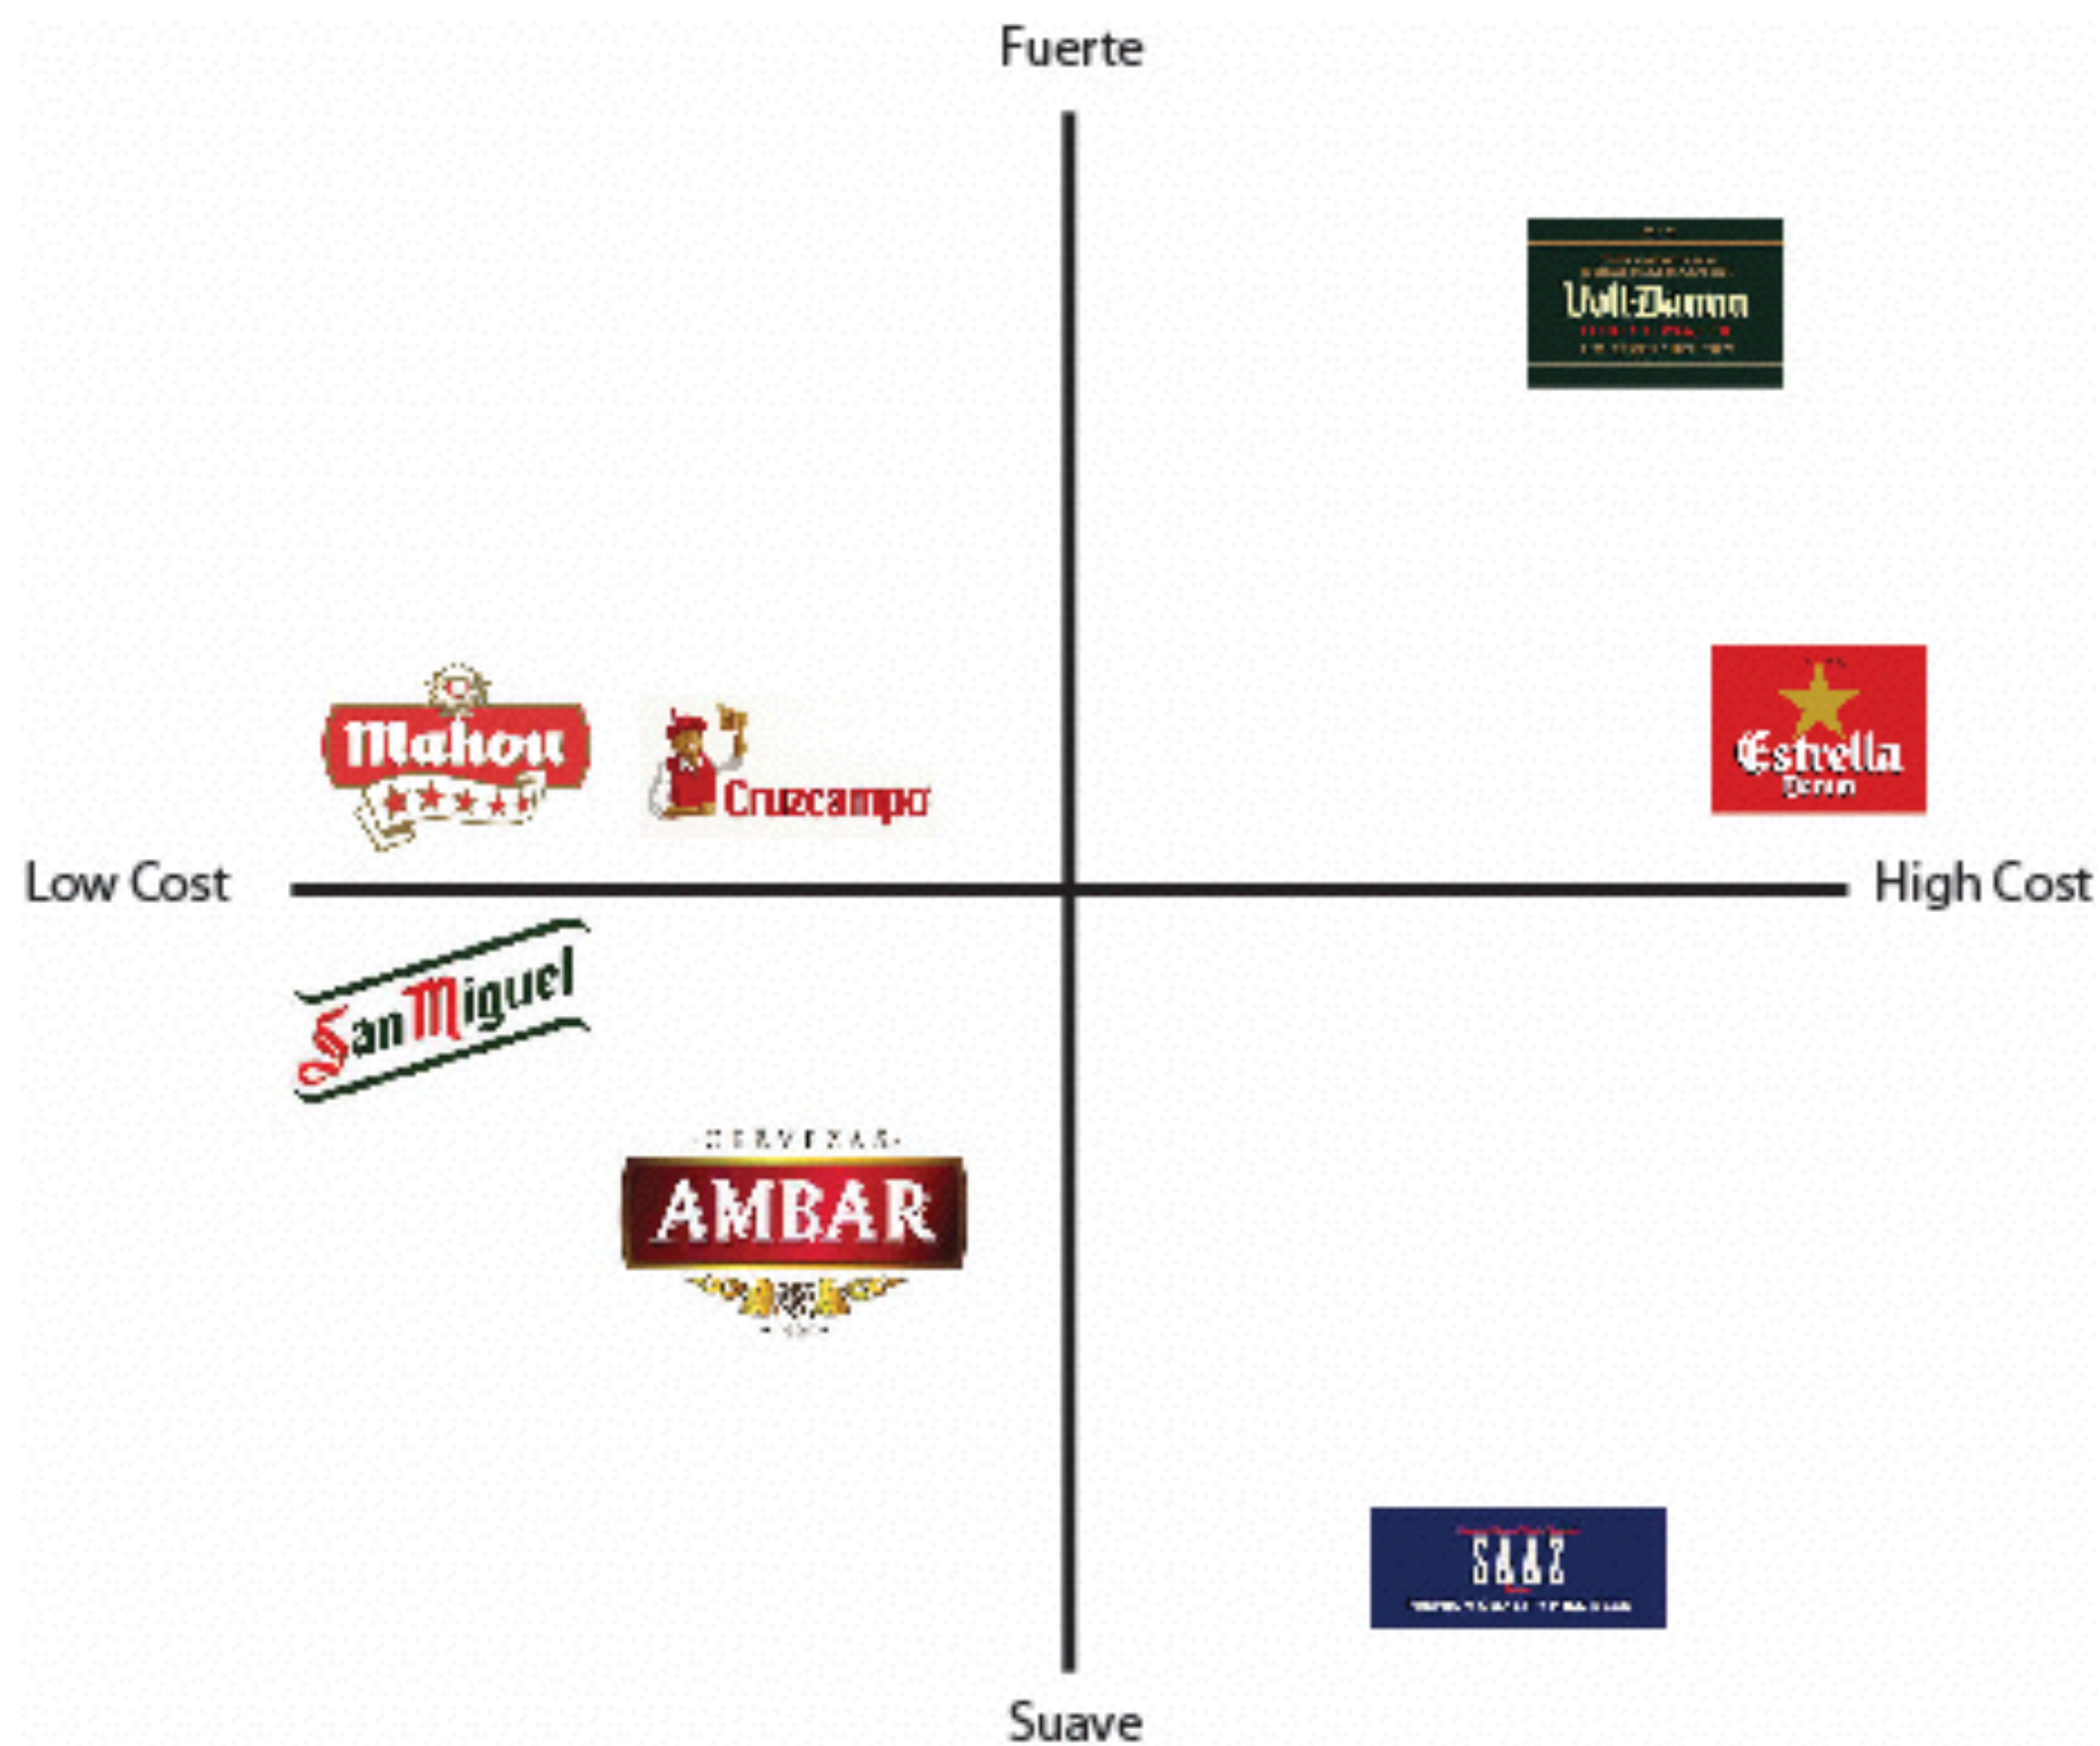 Fuerte
Voll-Damm
Mahou
Cruzcampo
Estrella
Damm
Low Cost
High Cost
San Miguel
·CERVEZAS·
AMBAR
SAAZ
Suave